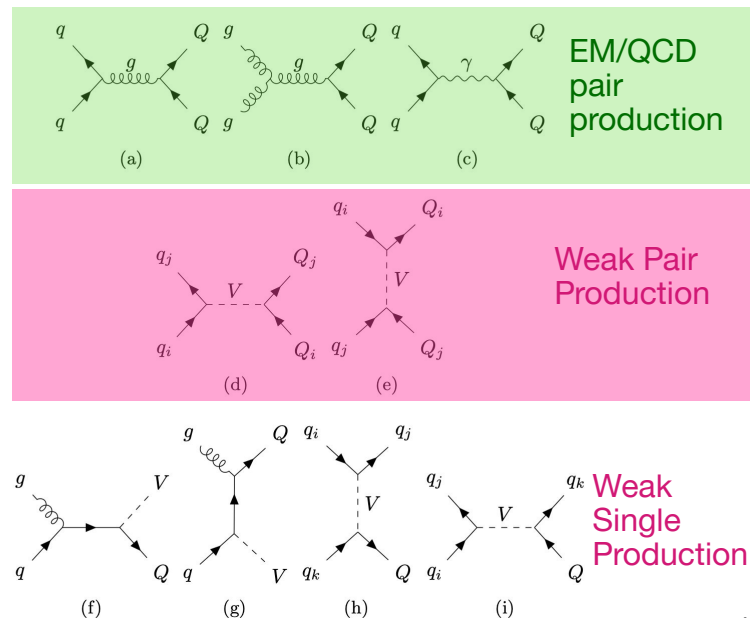 q Q g Q q Q
g g γ
q Q g Q q Q
(a) (b) (c)
EM/QCD
pair
production
q_i Q_i
q_j Q_j
V V
q_i Q_i q_j Q_j
(d) (e)
Weak Pair
Production
g Q q_i q_j
g V q_j q_k
V V
q Q q V q_k Q q_i Q
(f) (g) (h) (i)
Weak
Single
Production